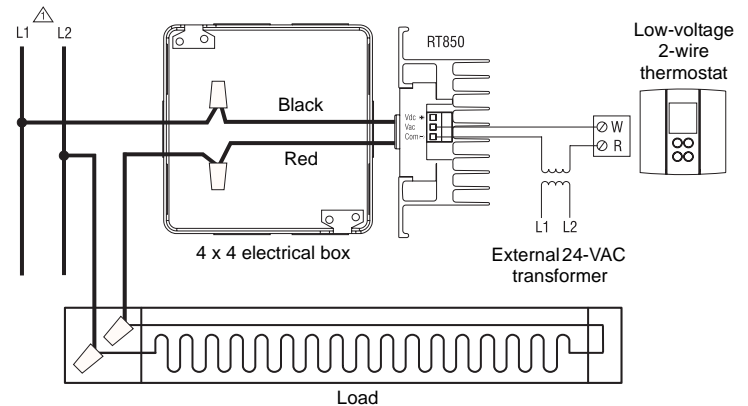 L1 1 L2
RT850
Low-voltage
2-wire
thermostat
Black
Vdc +
Vac
Com ~
W
R
Red
L1 L2
4 x 4 electrical box
External 24-VAC
transformer
Load